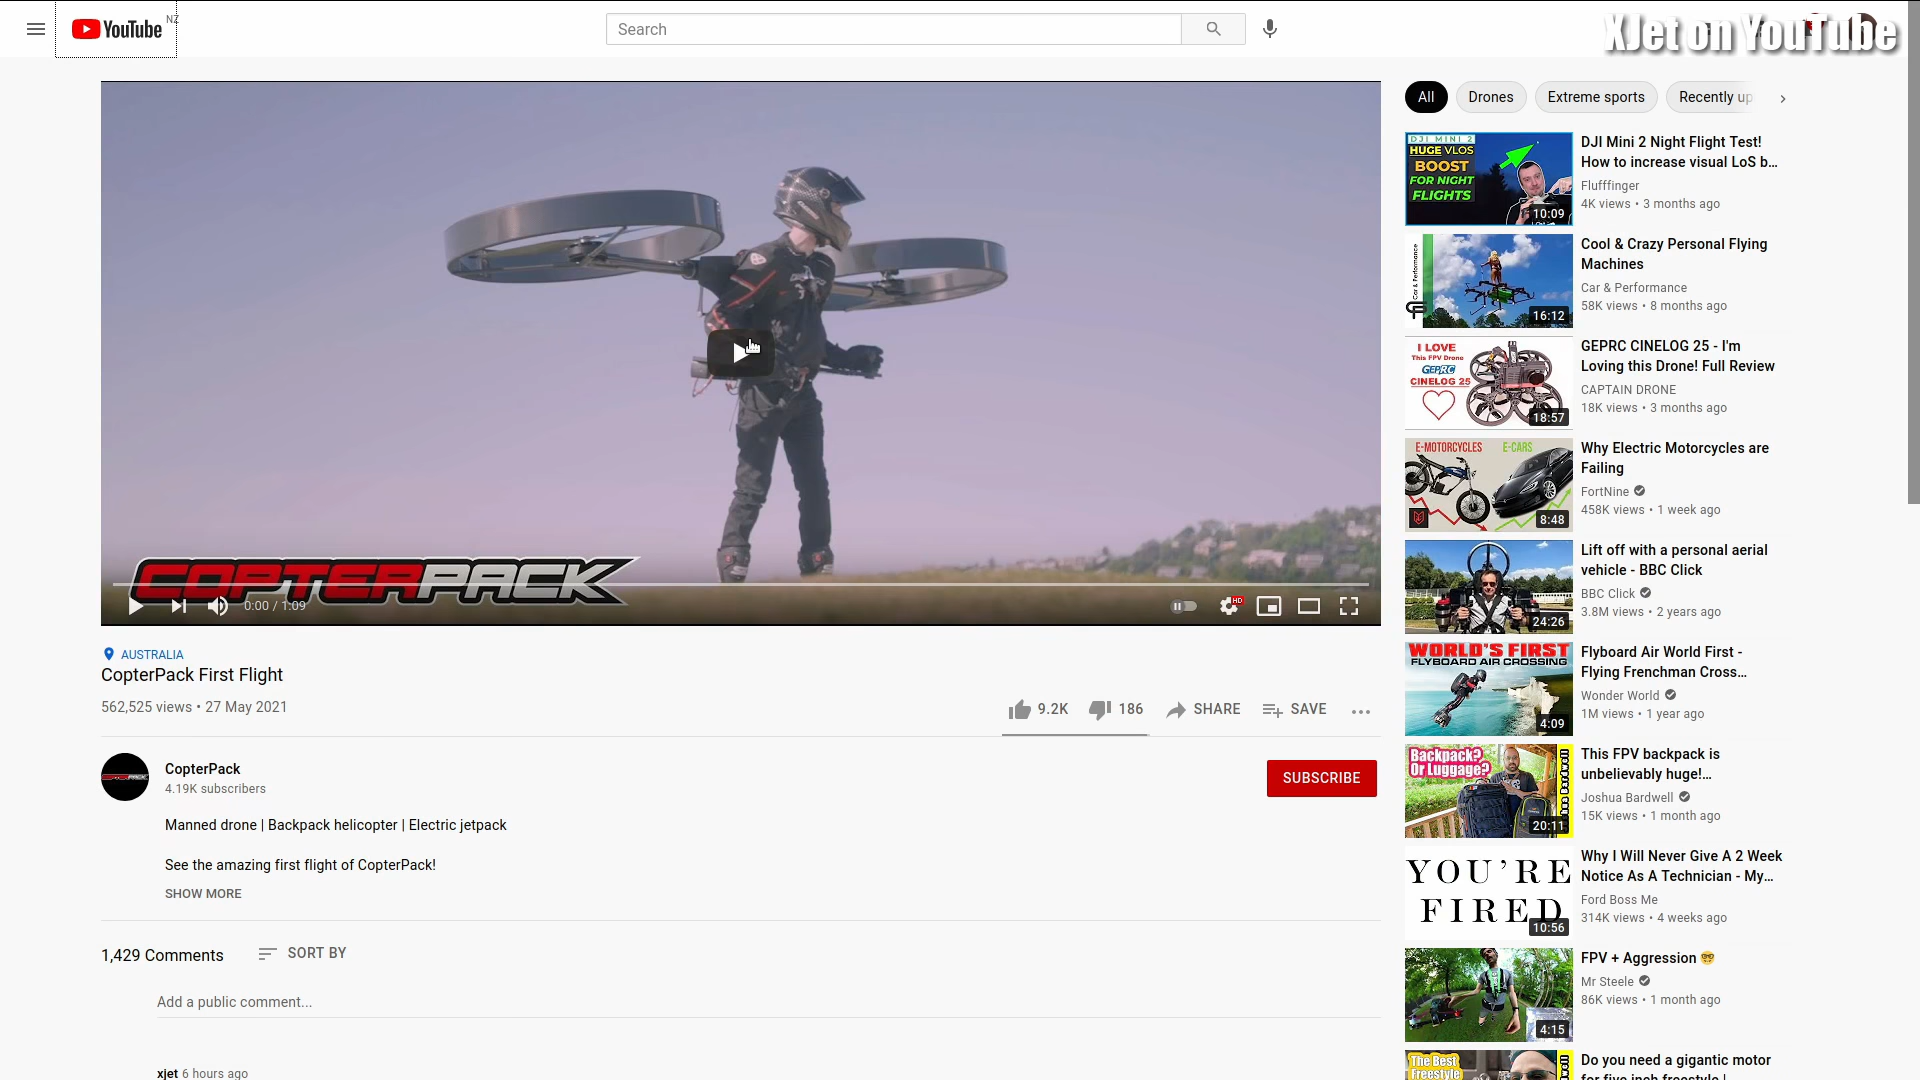 YouTube NZ
Search
XJet on YouTube
COPTERPACK
0:00 / 1:09
HD
AUSTRALIA
CopterPack First Flight
562,525 views • 27 May 2021
9.2K
186
SHARE
SAVE
CopterPack
4.19K subscribers
SUBSCRIBE
Manned drone | Backpack helicopter | Electric jetpack
See the amazing first flight of CopterPack!
SHOW MORE
1,429 Comments
SORT BY
Add a public comment...
xjet 6 hours ago
All
Drones
Extreme sports
Recently up
DJI MINI 2
HUGE VLOS
BOOST
FOR NIGHT
FLIGHTS
10:09
DJI Mini 2 Night Flight Test!
How to increase visual LoS b...
Flufffinger
4K views • 3 months ago
Car & Performance
16:12
Cool & Crazy Personal Flying
Machines
Car & Performance
58K views • 8 months ago
I LOVE
This FPV Drone
GEPRC
CINELOG 25
18:57
GEPRC CINELOG 25 - I'm
Loving this Drone! Full Review
CAPTAIN DRONE
18K views • 3 months ago
E-MOTORCYCLES
E-CARS
8:48
Why Electric Motorcycles are
Failing
FortNine
458K views • 1 week ago
24:26
Lift off with a personal aerial
vehicle - BBC Click
BBC Click
3.8M views • 2 years ago
WORLD'S FIRST
FLYBOARD AIR CROSSING
4:09
Flyboard Air World First -
Flying Frenchman Cross...
Wonder World
1M views • 1 year ago
Backpack?
Or Luggage?
20:11
This FPV backpack is
unbelievably huge!...
Joshua Bardwell
15K views • 1 month ago
YOU'RE
FIRED
10:56
Why I Will Never Give A 2 Week
Notice As A Technician - My...
Ford Boss Me
314K views • 4 weeks ago
4:15
FPV + Aggression 🤓
Mr Steele
86K views • 1 month ago
The Best
Freestyle
Do you need a gigantic motor
for five inch freestyle |